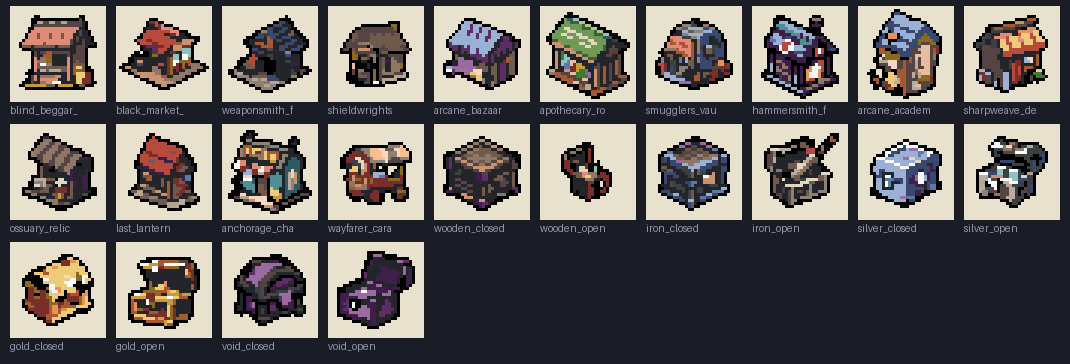 blind_beggar_ black_market_ weaponsmith_f shieldwrights arcane_bazaar apothecary_ro smugglers_vau hammersmith_f arcane_academ sharpweave_de
ossuary_relic last_lantern anchorage_cha wayfarer_cara wooden_closed wooden_open iron_closed iron_open silver_closed silver_open
gold_closed gold_open void_closed void_open